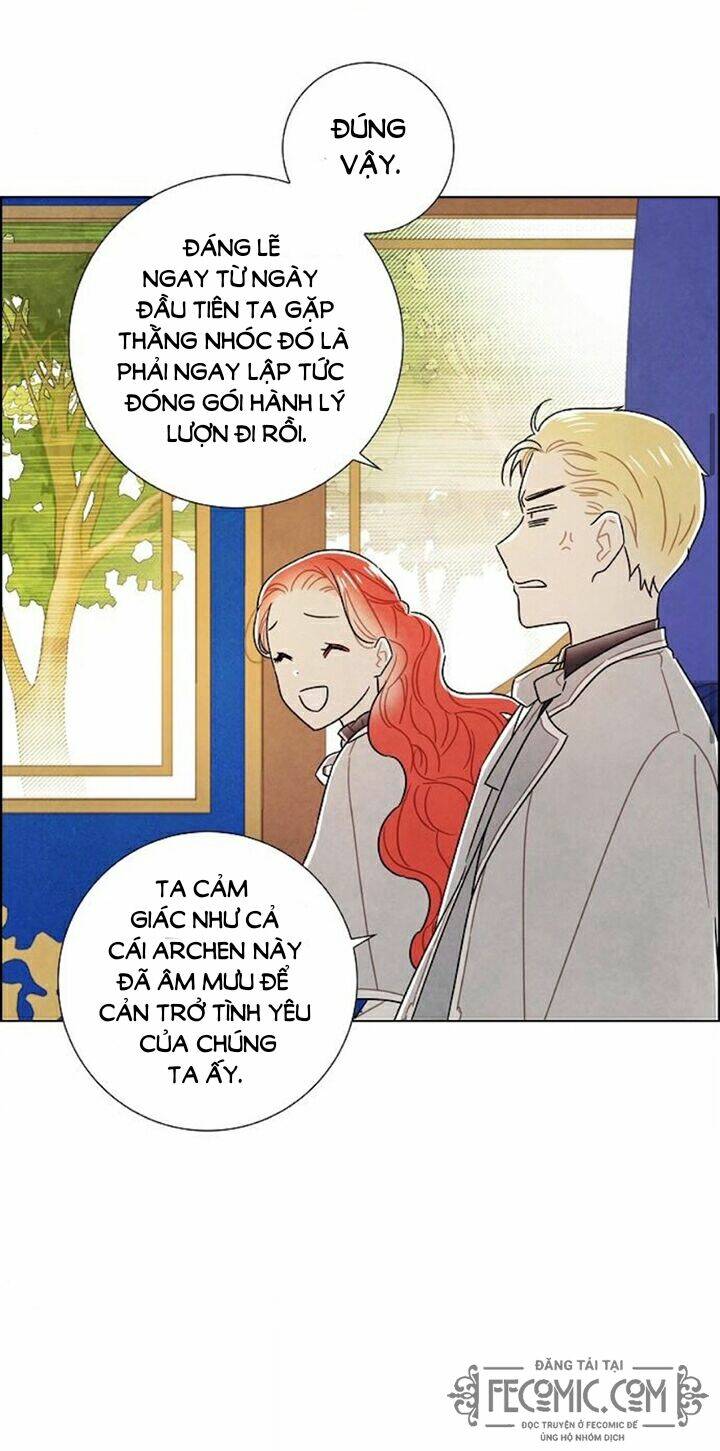 ĐÚNG
VẬY.
ĐÁNG LẼ
NGAY TỪ NGÀY
ĐẦU TIÊN TA GẶP
THẰNG NHÓC ĐÓ LÀ
PHẢI NGAY LẬP TỨC
ĐÓNG GÓI HÀNH LÝ
LƯỢN ĐI RỒI.
TA CẢM
GIÁC NHƯ CẢ
CÁI ARCHEN NÀY
ĐÃ ÂM MƯU ĐỂ
CẢN TRỞ TÌNH YÊU
CỦA CHÚNG
TA ẤY.
ĐĂNG TẢI TẠI
FECOMIC.COM
ĐỌC TRUYỆN Ở FECOMIC ĐỂ
ỦNG HỘ NHÓM DỊCH